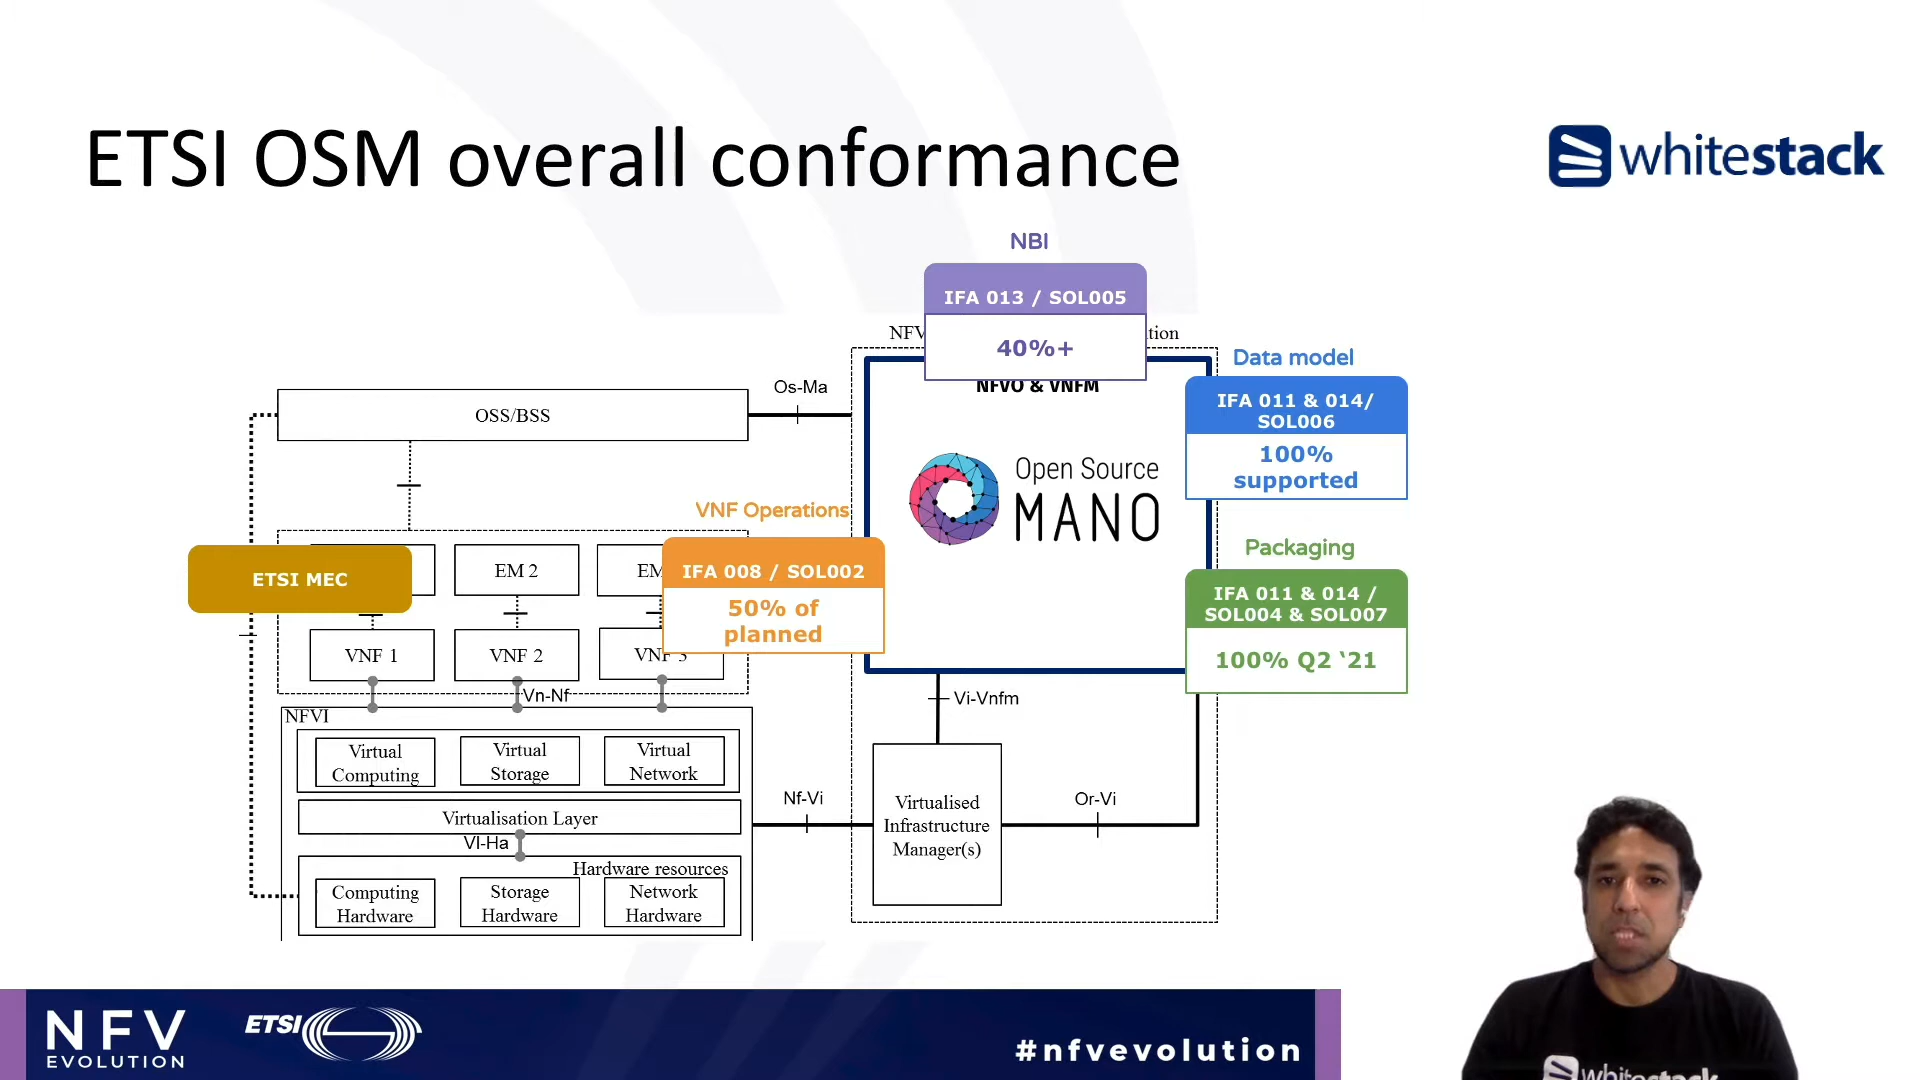 ETSI OSM overall conformance
whitestack
NBI
IFA 013 / SOL005
40%+
NFV
tion
NFVO & VNFM
Data model
IFA 011 & 014/
SOL006
100%
supported
Os-Ma
OSS/BSS
Open Source
MANO
VNF Operations
IFA 008 / SOL002
50% of
planned
Packaging
IFA 011 & 014 /
SOL004 & SOL007
100% Q2 ‘21
ETSI MEC
EM 2
EM
VNF 1
VNF 2
VNF 3
Vn-Nf
Vi-Vnfm
NFVI
Virtual
Computing
Virtual
Storage
Virtual
Network
Virtualisation Layer
Vl-Ha
Hardware resources
Computing
Hardware
Storage
Hardware
Network
Hardware
Nf-Vi
Virtualised
Infrastructure
Manager(s)
Or-Vi
NFV
EVOLUTION
ETSI
#nfvevolution
whitestack